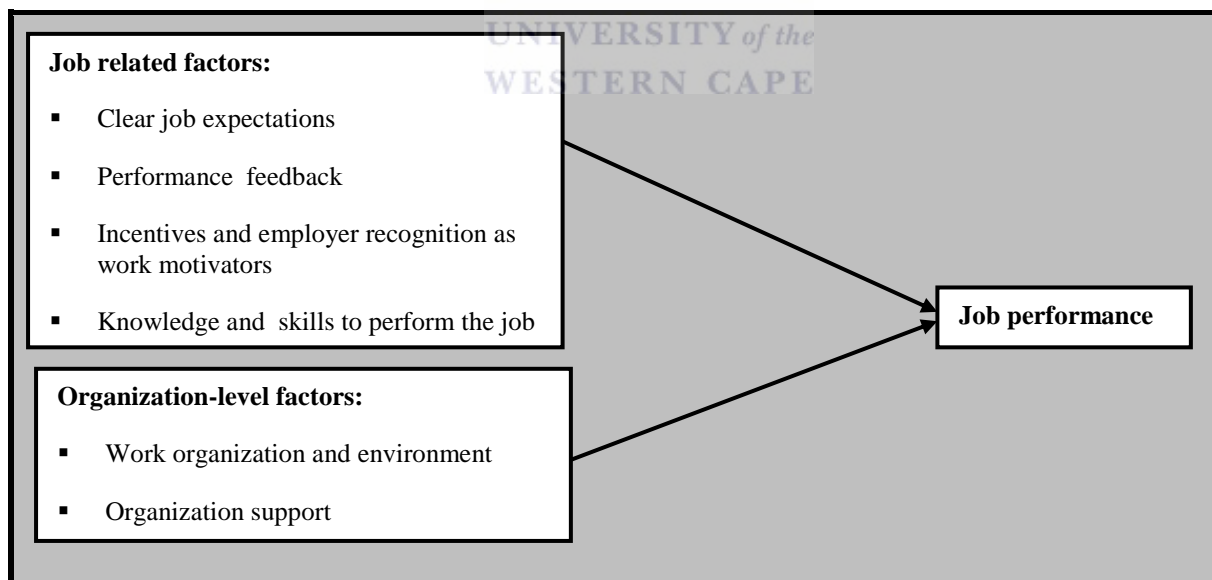 UNIVERSITY of the
WESTERN CAPE
Job related factors:
▪ Clear job expectations
▪ Performance feedback
▪ Incentives and employer recognition as
work motivators
▪ Knowledge and skills to perform the job
Organization-level factors:
▪ Work organization and environment
▪ Organization support
Job performance